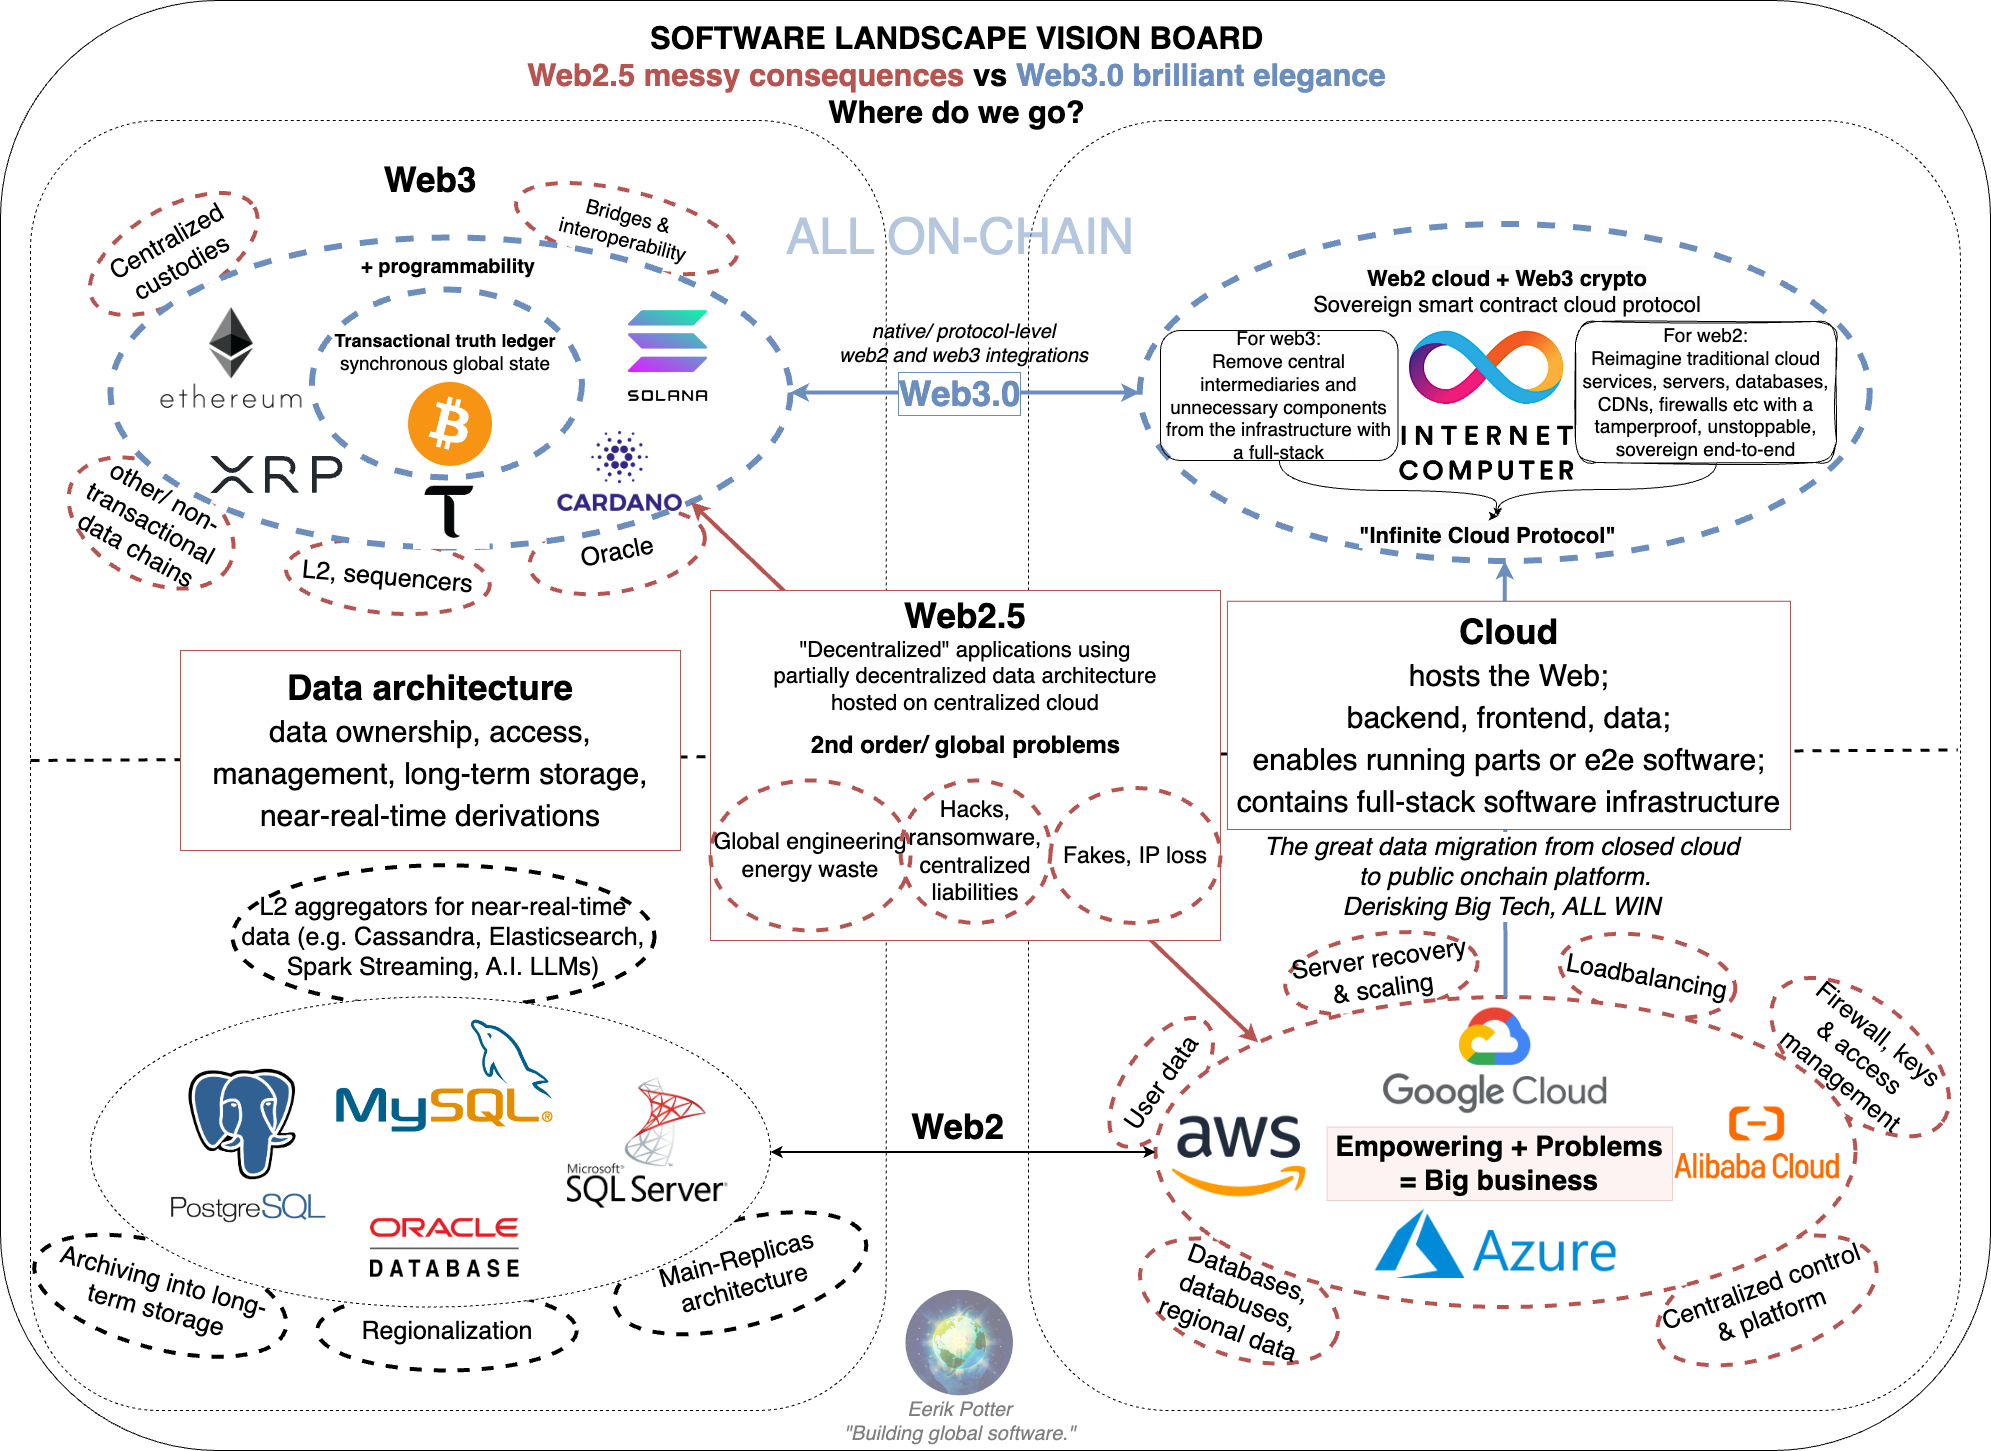 SOFTWARE LANDSCAPE VISION BOARD
Web2.5 messy consequences vs Web3.0 brilliant elegance
Where do we go?
Web3
Centralized
custodies
Bridges &
interoperability
+ programmability
ethereum
Transactional truth ledger
synchronous global state
SOLANA
XRP
CARDANO
other/ non-
transactional
data chains
L2, sequencers
Oracle
ALL ON-CHAIN
native/ protocol-level
web2 and web3 integrations
Web3.0
Web2 cloud + Web3 crypto
Sovereign smart contract cloud protocol
For web3:
Remove central
intermediaries and
unnecessary components
from the infrastructure with
a full-stack
INTERNET
COMPUTER
For web2:
Reimagine traditional cloud
services, servers, databases,
CDNs, firewalls etc with a
tamperproof, unstoppable,
sovereign end-to-end
"Infinite Cloud Protocol"
Data architecture
data ownership, access,
management, long-term storage,
near-real-time derivations
Web2.5
"Decentralized" applications using
partially decentralized data architecture
hosted on centralized cloud
2nd order/ global problems
Global engineering
energy waste
Hacks,
ransomware,
centralized
liabilities
Fakes, IP loss
Cloud
hosts the Web;
backend, frontend, data;
enables running parts or e2e software;
contains full-stack software infrastructure
The great data migration from closed cloud
to public onchain platform.
Derisking Big Tech, ALL WIN
L2 aggregators for near-real-time
data (e.g. Cassandra, Elasticsearch,
Spark Streaming, A.I. LLMs)
PostgreSQL
MySQL®
Microsoft®
SQL Server®
ORACLE
DATABASE
Archiving into long-
term storage
Regionalization
Main-Replicas
architecture
Web2
Server recovery
& scaling
Loadbalancing
Firewall, keys
& access
management
User data
Google Cloud
aws
Empowering + Problems
= Big business
Alibaba Cloud
Azure
Databases,
databuses,
regional data
Centralized control
& platform
Eerik Potter
"Building global software."